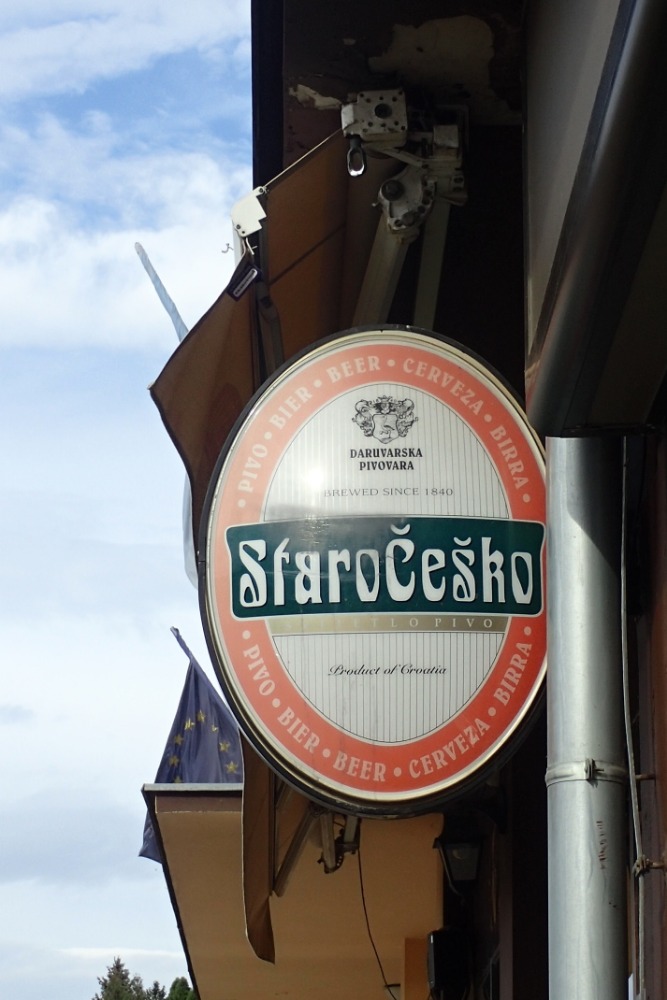 • PIVO • BIER • BEER • CERVEZA • BIRRA •
DARUVARSKA
PIVOVARA
BREWED SINCE 1840
StaroČeško
PIVO
Product of Croatia
• PIVO • BIER • BEER • CERVEZA • BIRRA •